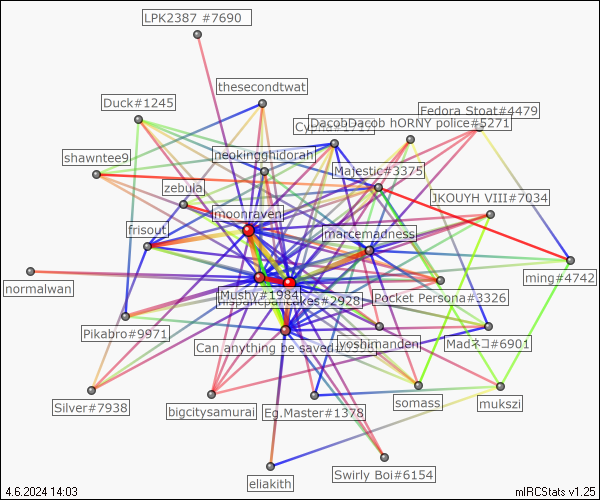 LPK2387 #7690
thesecondtwat
Duck#1245
Fedora Stoat#4479
DacobDacob hORNY police#5271
neokingghidorah
shawntee9
Majestic#3375
zebula
JKOUYH VIII#7034
moonraven
frisout
marcemadness
ming#4742
normalwan
Mushy#1984
Pocket Persona#3326
Pikabro#9971
Can anything be saved
yoshimanden
Madネコ#6901
Silver#7938
bigcitysamurai
Eg.Master#1378
somass
mukszi
eliakith
Swirly Boi#6154
4.6.2024 14:03
mIRCStats v1.25